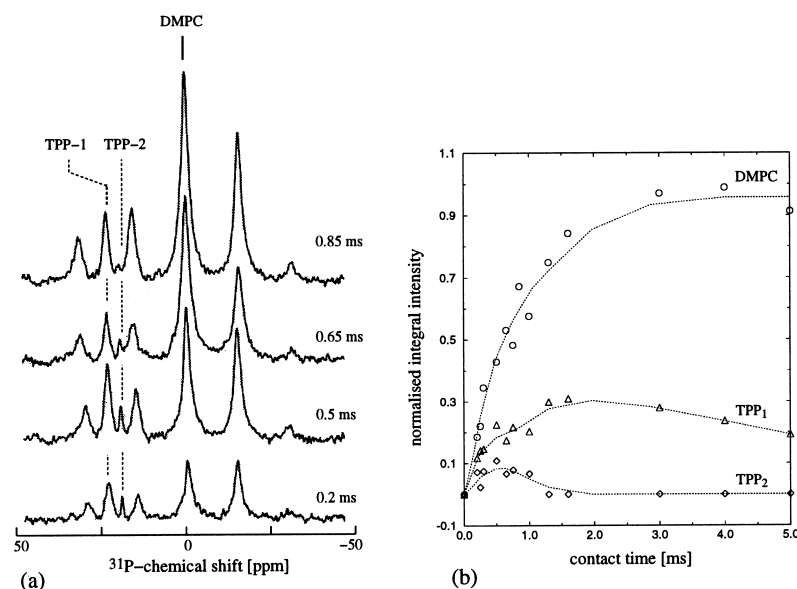 DMPC
TPP-1 TPP-2
0.85 ms
0.65 ms
0.5 ms
0.2 ms
50 0 -50
31P-chemical shift [ppm]
(a)
normalised integral intensity
1.1
0.9
0.7
0.5
0.3
0.1
-0.1
DMPC
TPP1
TPP2
0.0 1.0 2.0 3.0 4.0 5.0
contact time [ms]
(b)